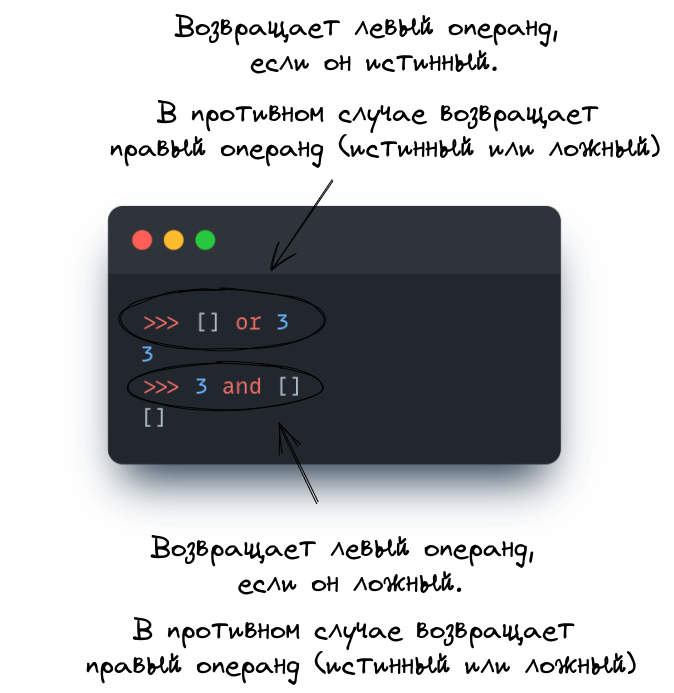 Возвращает левый операнд,
если он истинный.
В противном случае возвращает
правый операнд (истинный или ложный)
>>> [] or 3
3
>>> 3 and []
[]
Возвращает левый операнд,
если он ложный.
В противном случае возвращает
правый операнд (истинный или ложный)